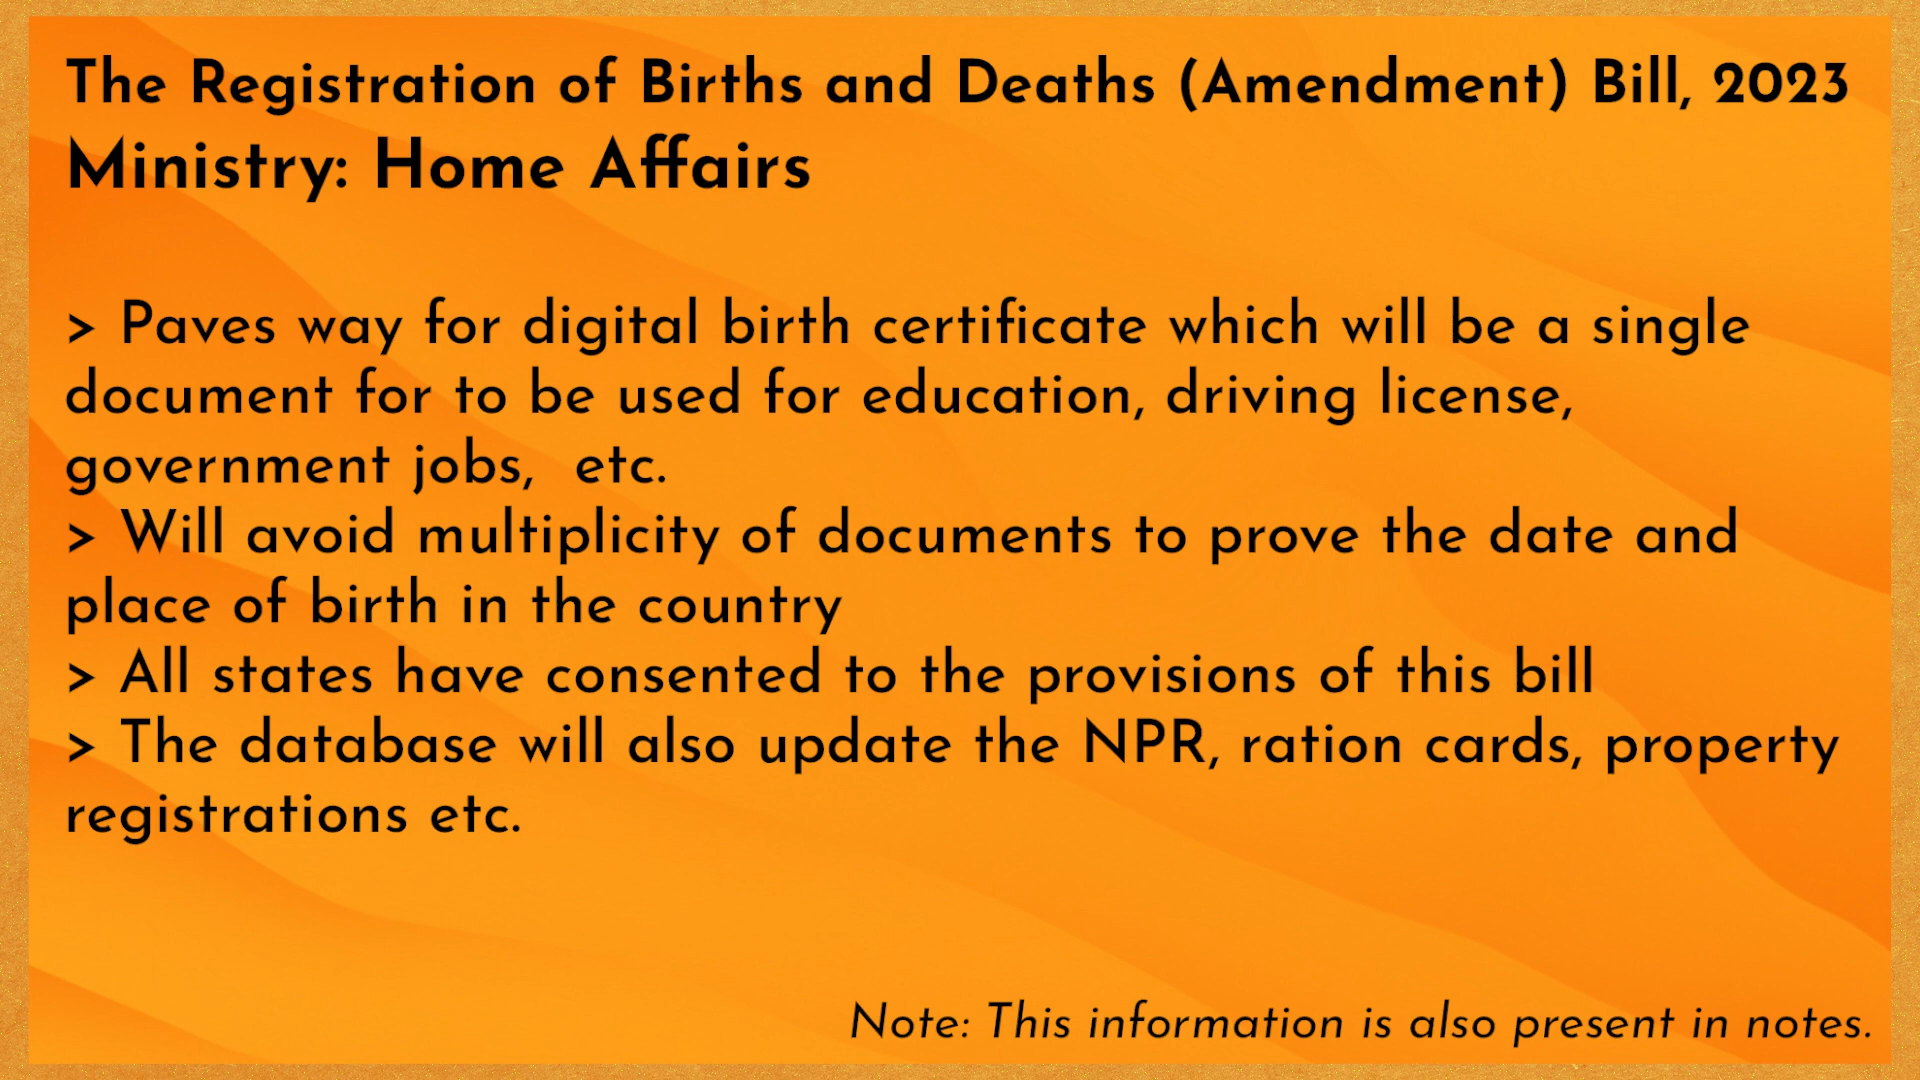 The Registration of Births and Deaths (Amendment) Bill, 2023
Ministry: Home Affairs
> Paves way for digital birth certificate which will be a single
document for to be used for education, driving license,
government jobs,  etc.
> Will avoid multiplicity of documents to prove the date and
place of birth in the country
> All states have consented to the provisions of this bill
> The database will also update the NPR, ration cards, property
registrations etc.
Note: This information is also present in notes.